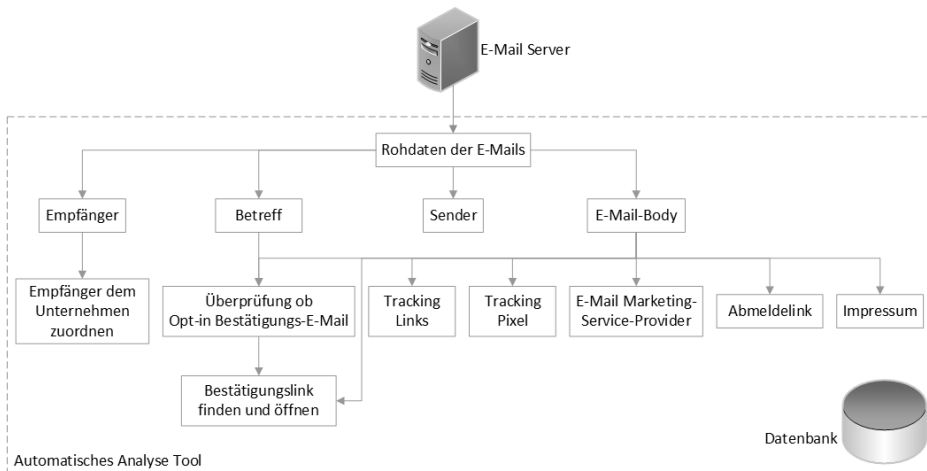 E-Mail Server
Rohdaten der E-Mails
Empfänger
Betreff
Sender
E-Mail-Body
Empfänger dem
Unternehmen
zuordnen
Überprüfung ob
Opt-in Bestätigungs-E-Mail
Tracking
Links
Tracking
Pixel
E-Mail Marketing-
Service-Provider
Abmeldelink
Impressum
Bestätigungslink
finden und öffnen
Datenbank
Automatisches Analyse Tool